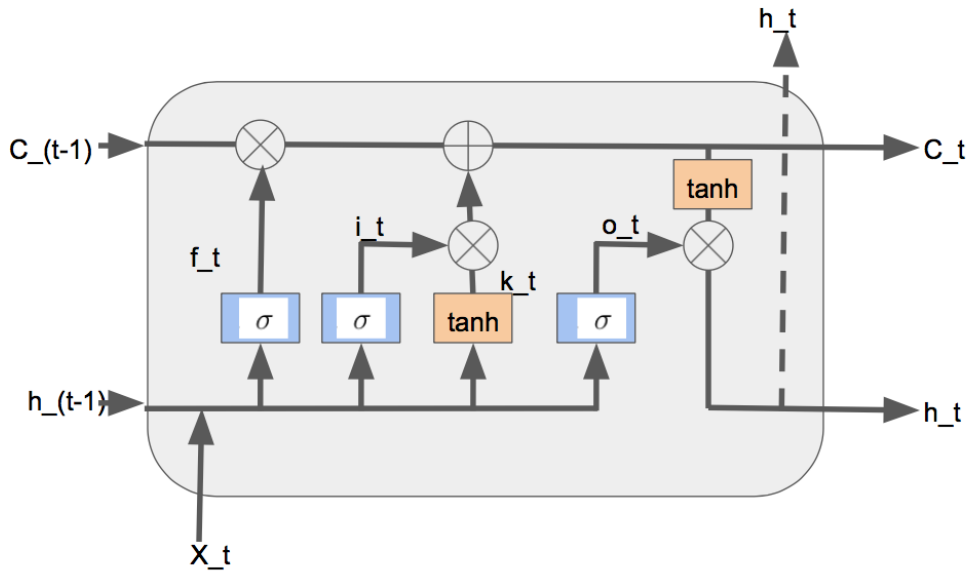 h_t
C_(t-1)
C_t
tanh
i_t
o_t
f_t
k_t
σ
σ
tanh
σ
h_(t-1)
h_t
X_t